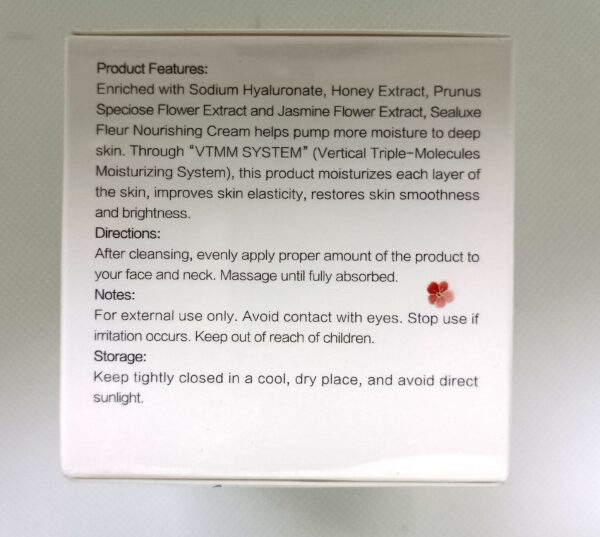 Product Features:
Enriched with Sodium Hyaluronate, Honey Extract, Prunus
Speciose Flower Extract and Jasmine Flower Extract, Sealuxe
Fleur Nourishing Cream helps pump more moisture to deep
skin. Through “VTMM SYSTEM” (Vertical Triple-Molecules
Moisturizing System), this product moisturizes each layer of
the skin, improves skin elasticity, restores skin smoothness
and brightness.
Directions:
After cleansing, evenly apply proper amount of the product to
your face and neck. Massage until fully absorbed.
Notes:
For external use only. Avoid contact with eyes. Stop use if
irritation occurs. Keep out of reach of children.
Storage:
Keep tightly closed in a cool, dry place, and avoid direct
sunlight.